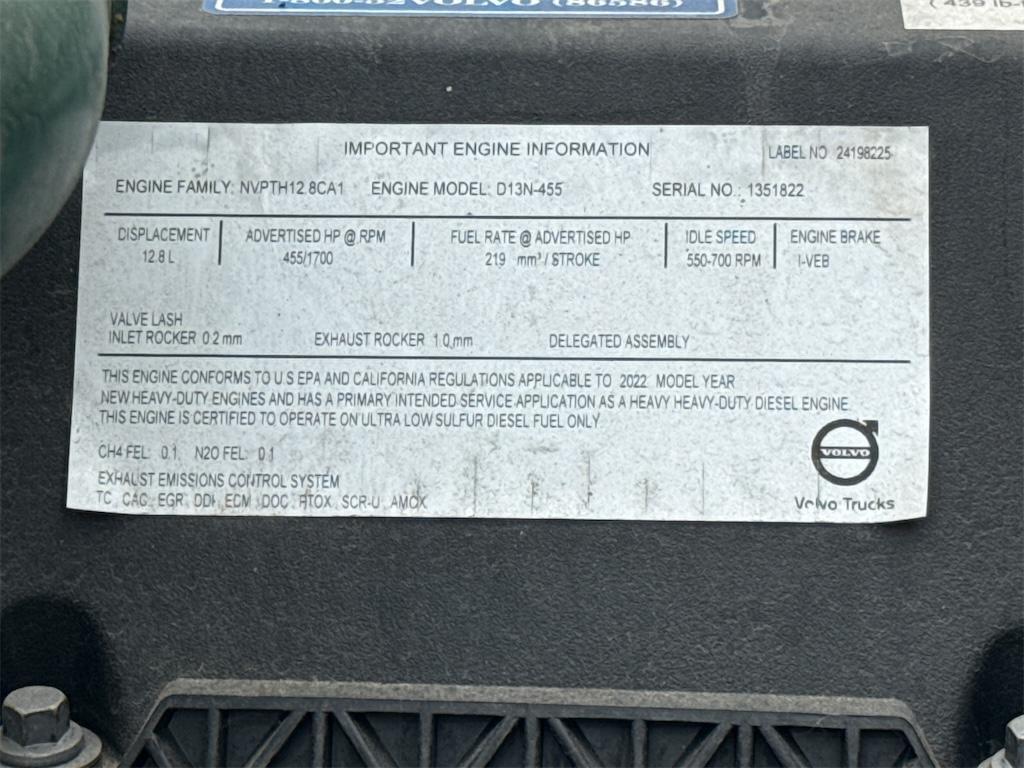 1-800-52VOLVO (86586)
(439 lb-
IMPORTANT ENGINE INFORMATION
LABEL NO 24198225
ENGINE FAMILY: NVPTH12.8CA1 ENGINE MODEL: D13N-455 SERIAL NO.: 1351822
DISPLACEMENT ADVERTISED HP @ RPM FUEL RATE @ ADVERTISED HP IDLE SPEED ENGINE BRAKE
12.8 L 455/1700 219 mm³ / STROKE 550-700 RPM I-VEB
VALVE LASH
INLET ROCKER 0.2 mm EXHAUST ROCKER 1.0 mm DELEGATED ASSEMBLY
THIS ENGINE CONFORMS TO U S EPA AND CALIFORNIA REGULATIONS APPLICABLE TO 2022 MODEL YEAR
NEW HEAVY-DUTY ENGINES AND HAS A PRIMARY INTENDED SERVICE APPLICATION AS A HEAVY HEAVY-DUTY DIESEL ENGINE
THIS ENGINE IS CERTIFIED TO OPERATE ON ULTRA LOW SULFUR DIESEL FUEL ONLY
CH4 FEL: 0.1 N2O FEL: 0.1
EXHAUST EMISSIONS CONTROL SYSTEM
TC, CAC, EGR, DDI, ECM, DOC, PTOX, SCR-U, AMOX
VOLVO
Volvo Trucks